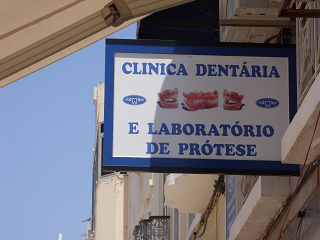 CLINICA DENTÁRIA
E LABORATÓRIO
DE PRÓTESE